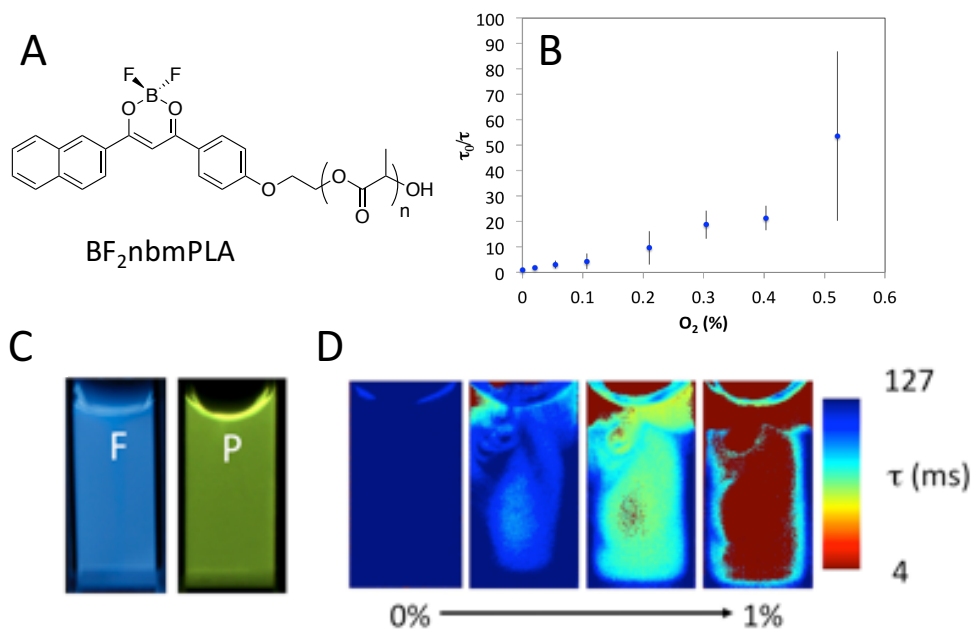 A
F F
B
O O
O
O
O
n
OH
BF2nbmPLA
B
100
90
80
70
60
50
40
30
20
10
0
τ0/τ
0 0.1 0.2 0.3 0.4 0.5 0.6
O2 (%)
C
F P
D
127
τ (ms)
4
0% 1%